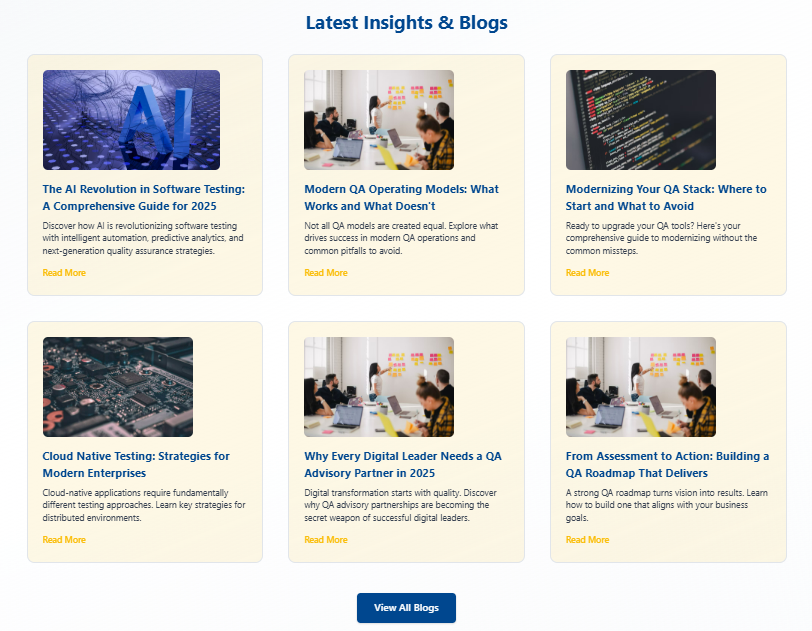 Latest Insights & Blogs
AI
The AI Revolution in Software Testing:
A Comprehensive Guide for 2025
Discover how AI is revolutionizing software testing
with intelligent automation, predictive analytics, and
next-generation quality assurance strategies.
Read More
Modern QA Operating Models: What
Works and What Doesn't
Not all QA models are created equal. Explore what
drives success in modern QA operations and
common pitfalls to avoid.
Read More
Modernizing Your QA Stack: Where to
Start and What to Avoid
Ready to upgrade your QA tools? Here's your
comprehensive guide to modernizing without the
common missteps.
Read More
Cloud Native Testing: Strategies for
Modern Enterprises
Cloud-native applications require fundamentally
different testing approaches. Learn key strategies for
distributed environments.
Read More
Why Every Digital Leader Needs a QA
Advisory Partner in 2025
Digital transformation starts with quality. Discover
why QA advisory partnerships are becoming the
secret weapon of successful digital leaders.
Read More
From Assessment to Action: Building a
QA Roadmap That Delivers
A strong QA roadmap turns vision into results. Learn
how to build one that aligns with your business
goals.
Read More
View All Blogs